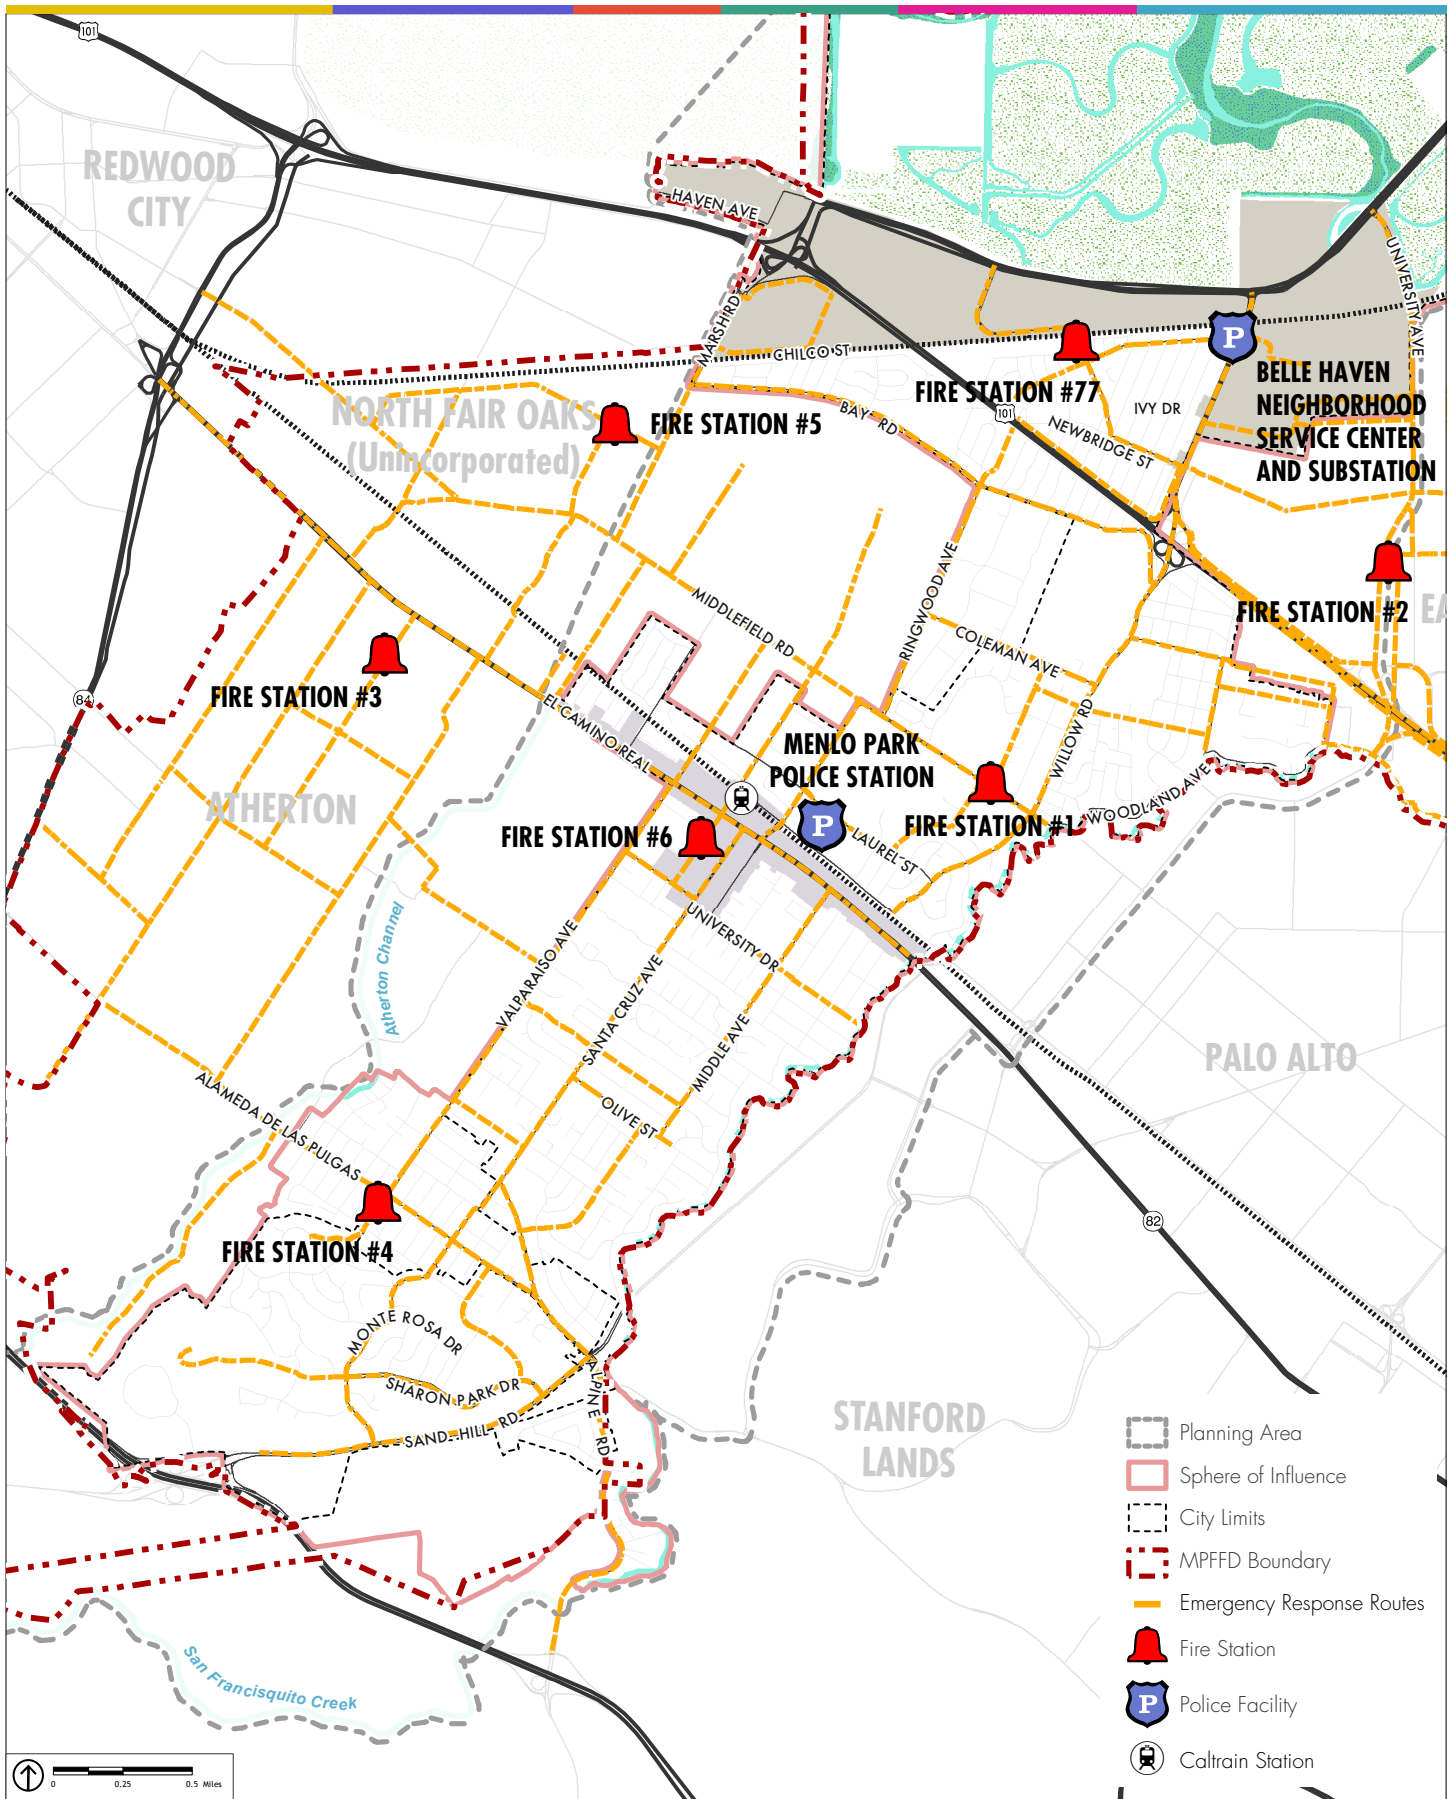 101
REDWOOD
CITY
HAVEN AVE
UNIVERSITY AVE
MARSH RD
CHILCO ST
BELLE HAVEN
NEIGHBORHOOD
SERVICE CENTER
AND SUBSTATION
FIRE STATION #77
101
IVY DR
BAY RD
NEWBRIDGE ST
NORTH FAIR OAKS
(Unincorporated)
FIRE STATION #5
FIRE STATION #2
EA
RINGWOOD AVE
MIDDLEFIELD RD
COLEMAN AVE
FIRE STATION #3
84
EL CAMINO REAL
WILLOW RD
MENLO PARK
POLICE STATION
P
P
ATHERTON
FIRE STATION #6
LAUREL ST
FIRE STATION #1
WOODLAND AVE
Atherton Channel
UNIVERSITY DR
VALPARAISO AVE
SANTA CRUZ AVE
MIDDLE AVE
PALO ALTO
ALAMEDA DE LAS PULGAS
OLIVE ST
82
FIRE STATION #4
MONTE ROSA DR
SHARON PARK DR
SAND HILL RD
ALPINE RD
STANFORD
LANDS
San Francisquito Creek
Planning Area
Sphere of Influence
City Limits
MPFFD Boundary
Emergency Response Routes
Fire Station
P
Police Facility
Caltrain Station
0 0.25 0.5 Miles